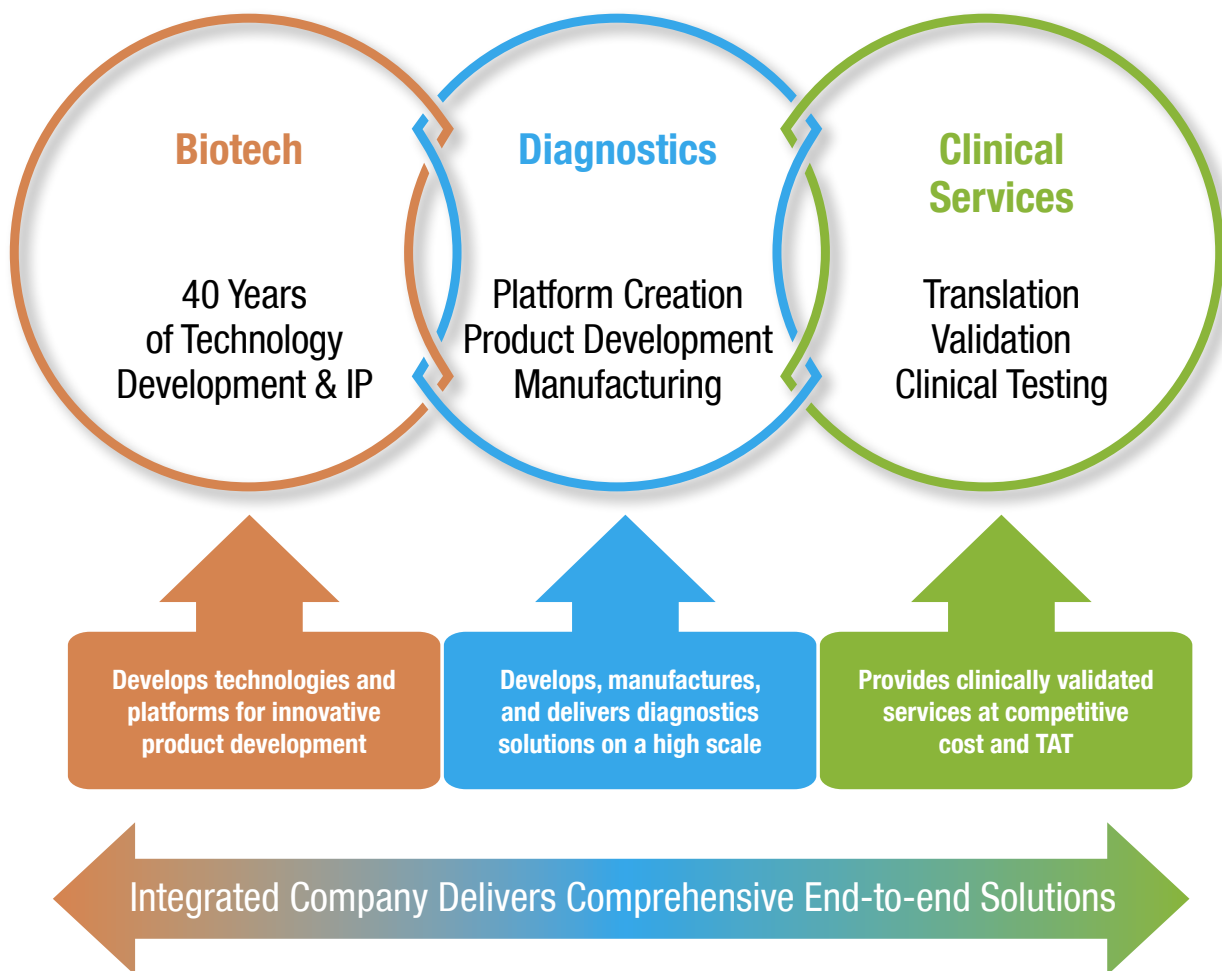 Biotech
40 Years
of Technology
Development & IP
Diagnostics
Platform Creation
Product Development
Manufacturing
Clinical
Services
Translation
Validation
Clinical Testing
Develops technologies and
platforms for innovative
product development
Develops, manufactures,
and delivers diagnostics
solutions on a high scale
Provides clinically validated
services at competitive
cost and TAT
Integrated Company Delivers Comprehensive End-to-end Solutions